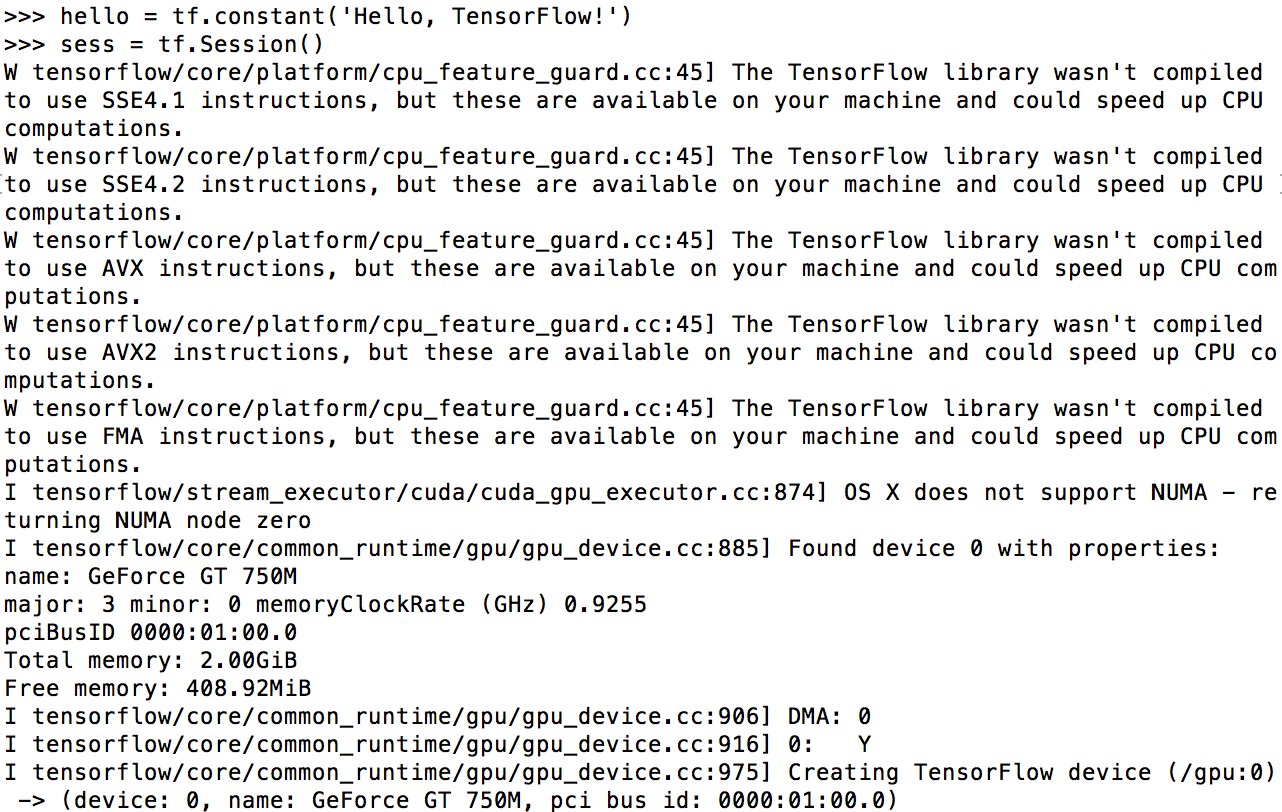 >>> hello = tf.constant('Hello, TensorFlow!')
>>> sess = tf.Session()
W tensorflow/core/platform/cpu_feature_guard.cc:45] The TensorFlow library wasn't compiled
to use SSE4.1 instructions, but these are available on your machine and could speed up CPU
computations.
W tensorflow/core/platform/cpu_feature_guard.cc:45] The TensorFlow library wasn't compiled
to use SSE4.2 instructions, but these are available on your machine and could speed up CPU
computations.
W tensorflow/core/platform/cpu_feature_guard.cc:45] The TensorFlow library wasn't compiled
to use AVX instructions, but these are available on your machine and could speed up CPU com
putations.
W tensorflow/core/platform/cpu_feature_guard.cc:45] The TensorFlow library wasn't compiled
to use AVX2 instructions, but these are available on your machine and could speed up CPU co
mputations.
W tensorflow/core/platform/cpu_feature_guard.cc:45] The TensorFlow library wasn't compiled
to use FMA instructions, but these are available on your machine and could speed up CPU com
putations.
I tensorflow/stream_executor/cuda/cuda_gpu_executor.cc:874] OS X does not support NUMA - re
turning NUMA node zero
I tensorflow/core/common_runtime/gpu/gpu_device.cc:885] Found device 0 with properties:
name: GeForce GT 750M
major: 3 minor: 0 memoryClockRate (GHz) 0.9255
pciBusID 0000:01:00.0
Total memory: 2.00GiB
Free memory: 408.92MiB
I tensorflow/core/common_runtime/gpu/gpu_device.cc:906] DMA: 0
I tensorflow/core/common_runtime/gpu/gpu_device.cc:916] 0:   Y
I tensorflow/core/common_runtime/gpu/gpu_device.cc:975] Creating TensorFlow device (/gpu:0)
 -> (device: 0, name: GeForce GT 750M, pci bus id: 0000:01:00.0)